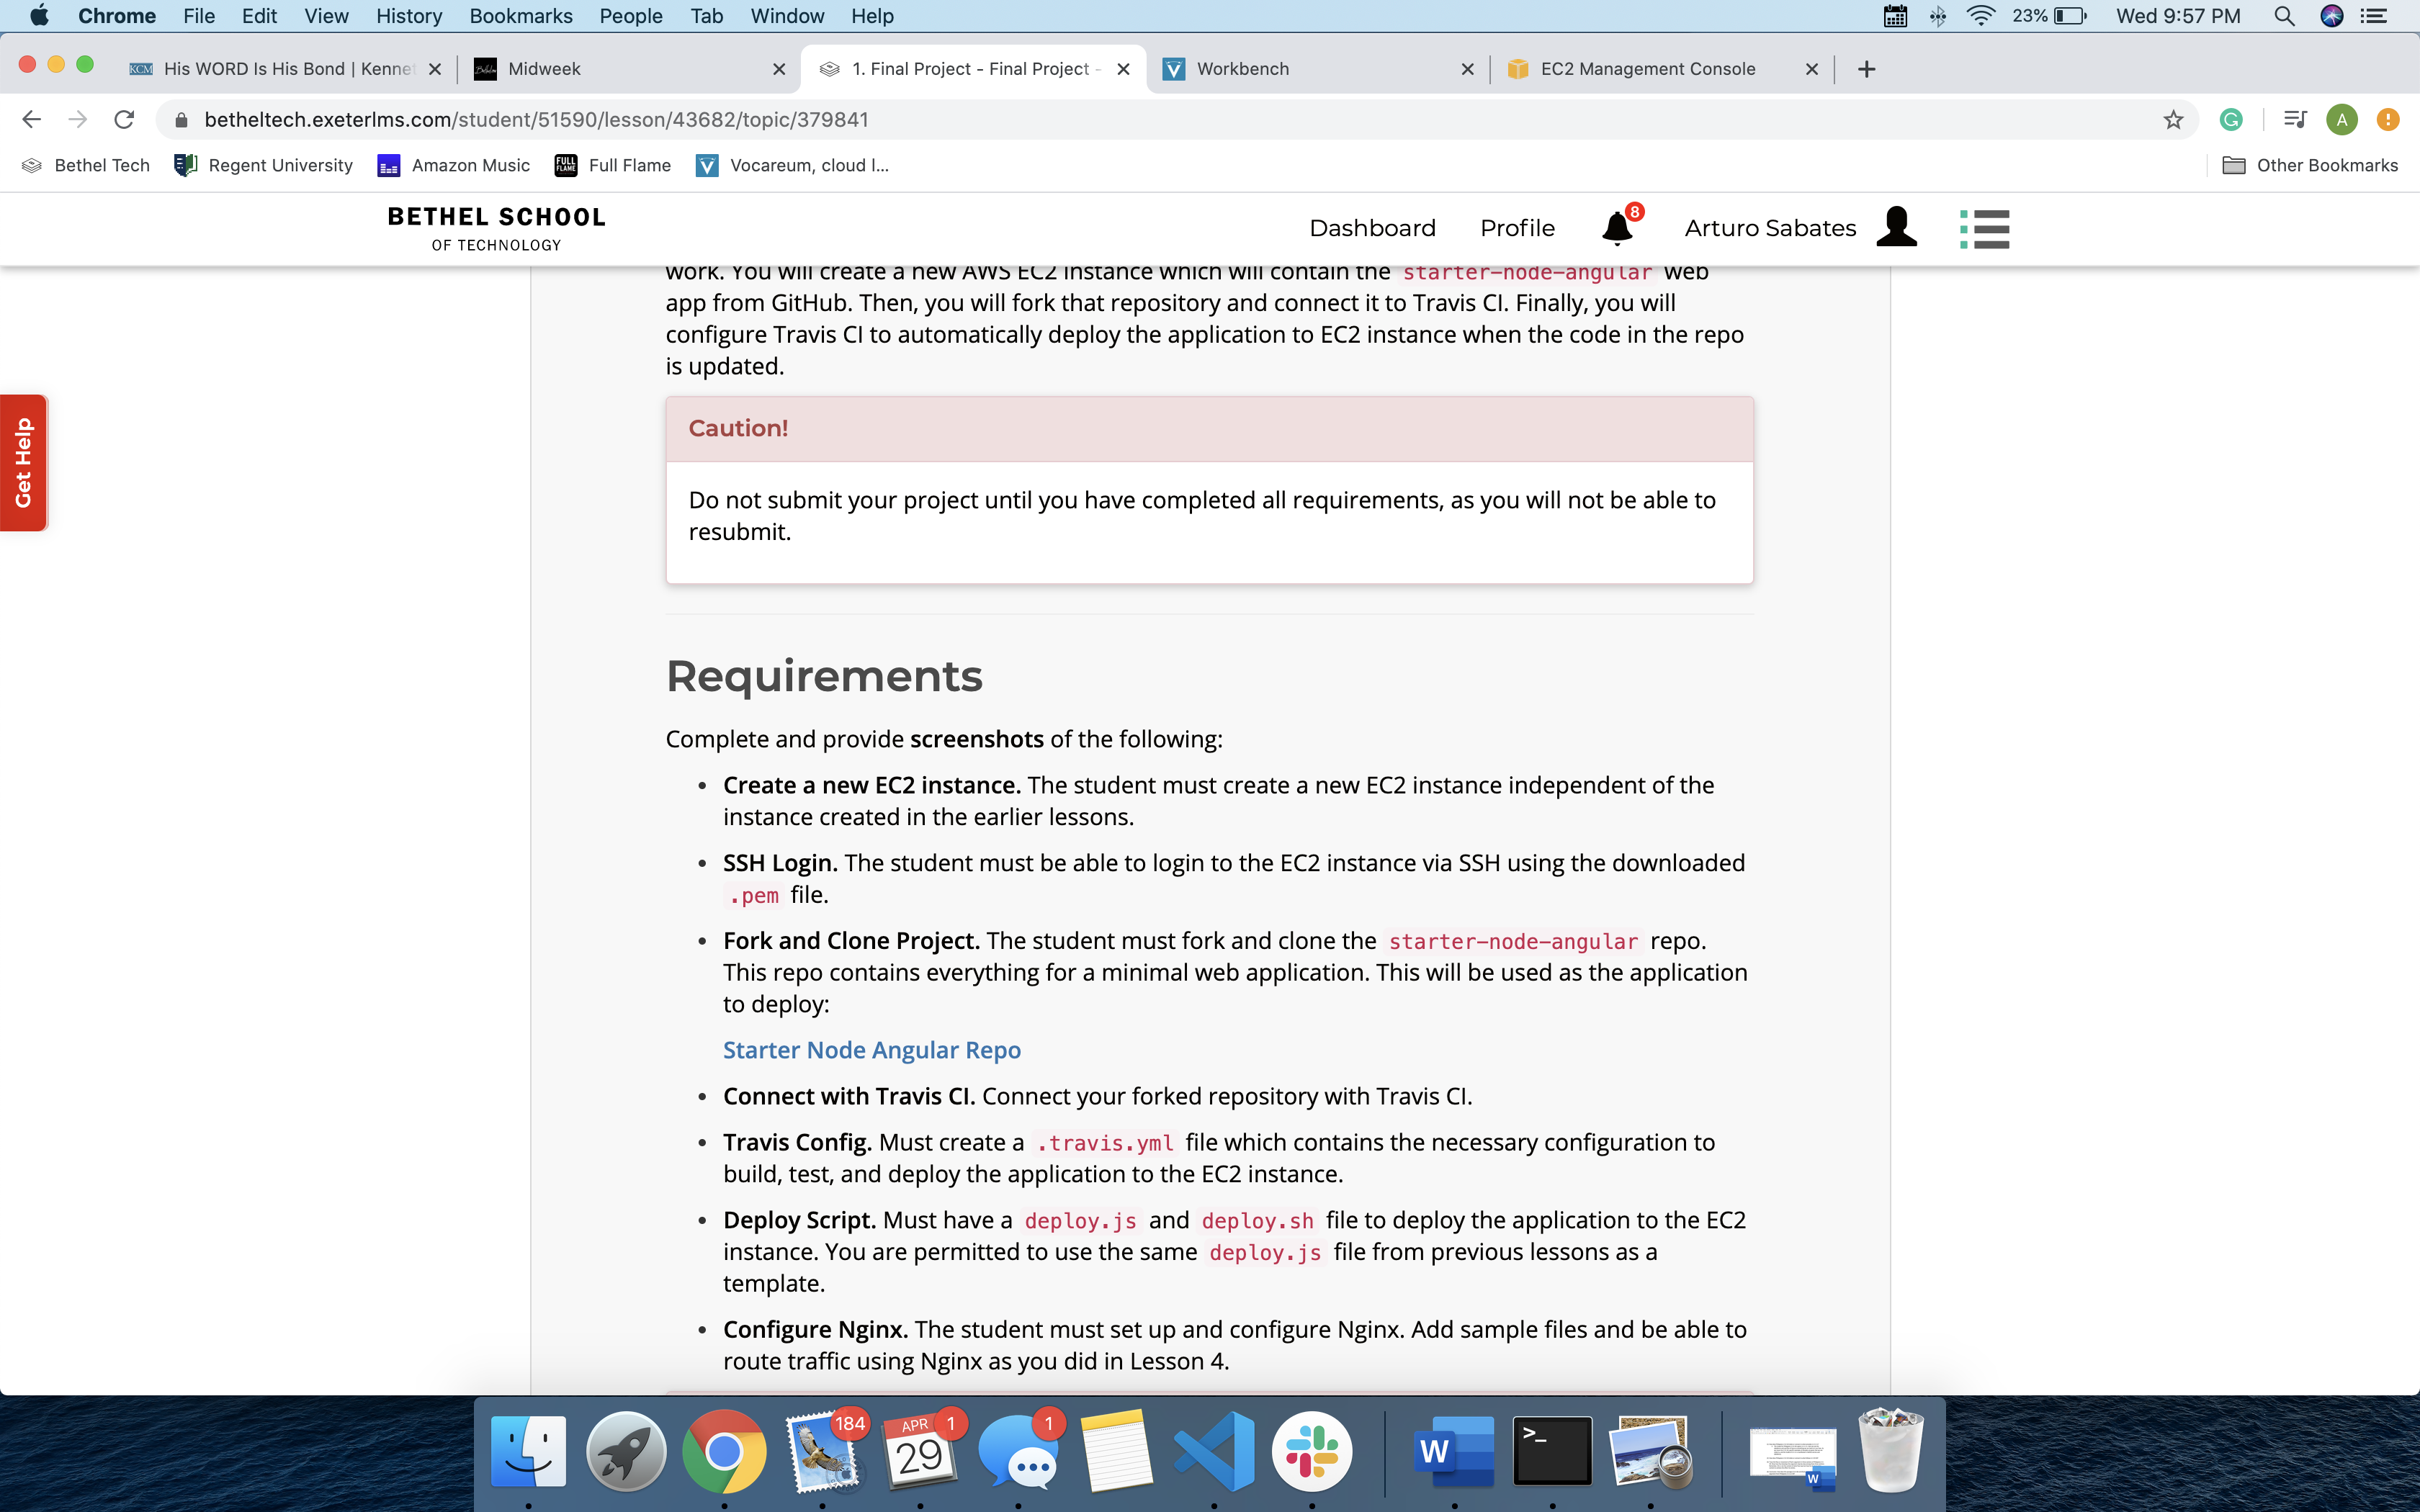 Chrome File Edit View History Bookmarks People Tab Window Help 23% Wed 9:57 PM
His WORD Is His Bond | Kennet Midweek 1. Final Project - Final Project - Workbench EC2 Management Console
betheltech.exeterlms.com/student/51590/lesson/43682/topic/379841 A
Bethel Tech Regent University Amazon Music Full Flame Vocareum, cloud l... Other Bookmarks
BETHEL SCHOOL
OF TECHNOLOGY
Dashboard Profile 8 Arturo Sabates
work. You will create a new AWS EC2 instance which will contain the starter-node-angular web
app from GitHub. Then, you will fork that repository and connect it to Travis CI. Finally, you will
configure Travis CI to automatically deploy the application to EC2 instance when the code in the repo
is updated.
Get Help
Caution!
Do not submit your project until you have completed all requirements, as you will not be able to
resubmit.
Requirements
Complete and provide screenshots of the following:
• Create a new EC2 instance. The student must create a new EC2 instance independent of the
instance created in the earlier lessons.
• SSH Login. The student must be able to login to the EC2 instance via SSH using the downloaded
.pem file.
• Fork and Clone Project. The student must fork and clone the starter-node-angular repo.
This repo contains everything for a minimal web application. This will be used as the application
to deploy:
Starter Node Angular Repo
• Connect with Travis CI. Connect your forked repository with Travis CI.
• Travis Config. Must create a .travis.yml file which contains the necessary configuration to
build, test, and deploy the application to the EC2 instance.
• Deploy Script. Must have a deploy.js and deploy.sh file to deploy the application to the EC2
instance. You are permitted to use the same deploy.js file from previous lessons as a
template.
• Configure Nginx. The student must set up and configure Nginx. Add sample files and be able to
route traffic using Nginx as you did in Lesson 4.
184 APR 29 1 1 W >_ W